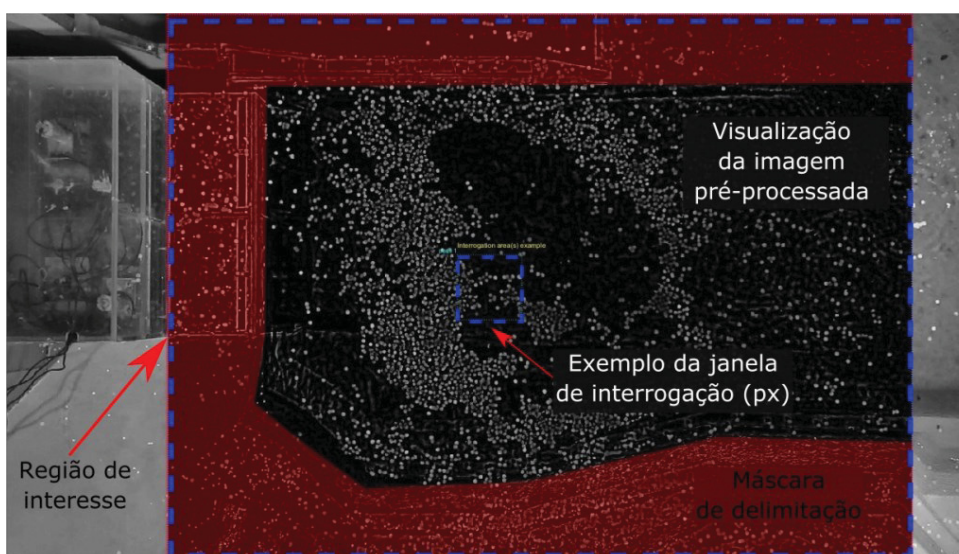 Visualização
da imagem
pré-processada
Interrogation area(s) example
Exemplo da janela
de interrogação (px)
Região de
interesse
Máscara
de delimitação